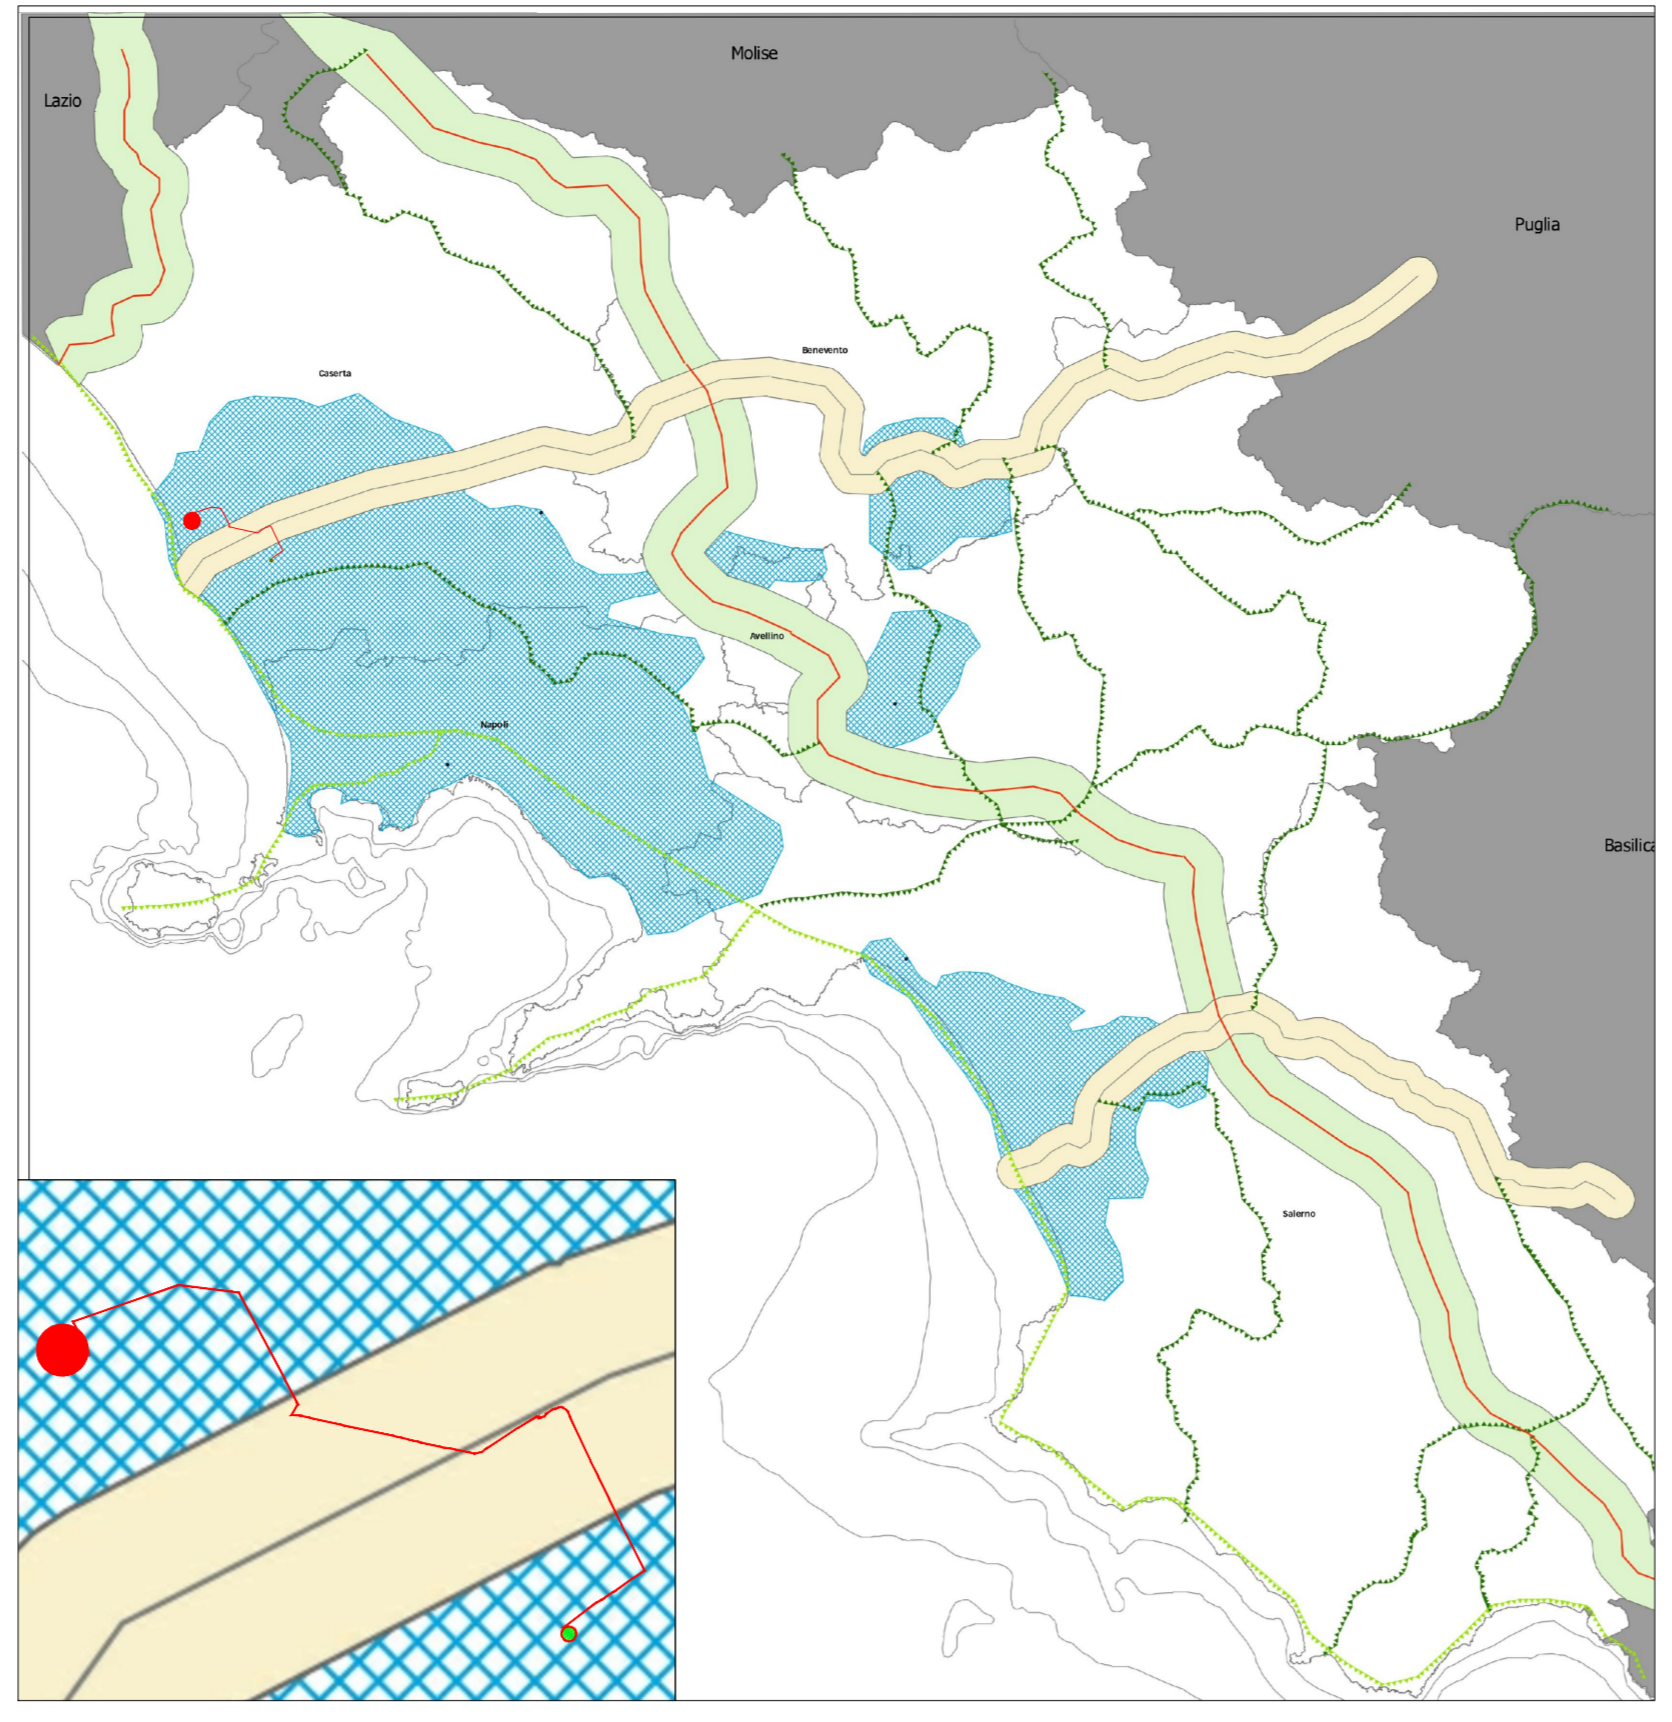 Molise
Lazio
Puglia
Benevento
Caserta
Avellino
Napoli
Basilica
Salerno